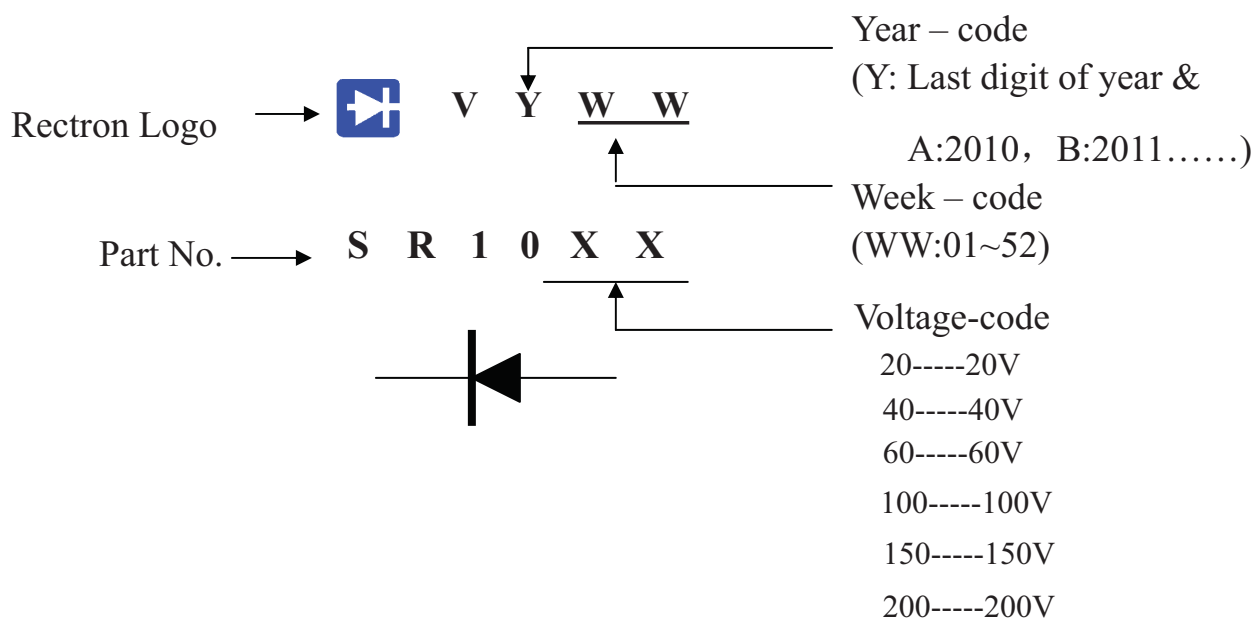 Year – code
(Y: Last digit of year &
A:2010，B:2011……)
Rectron Logo
V Y W W
Week – code
(WW:01~52)
Part No.
S R 1 0 X X
Voltage-code
20-----20V
40-----40V
60-----60V
100-----100V
150-----150V
200-----200V